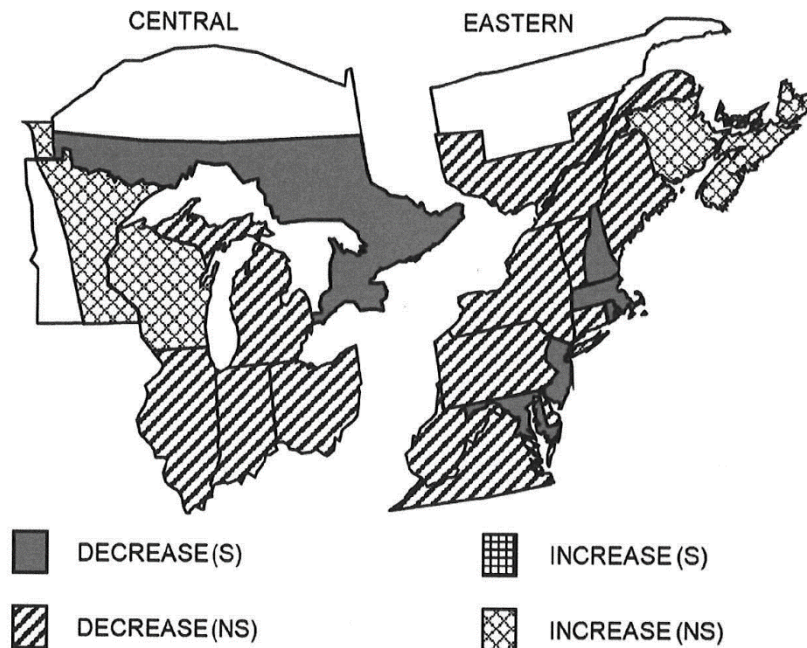 CENTRAL
EASTERN
DECREASE (S)
INCREASE (S)
DECREASE (NS)
INCREASE (NS)